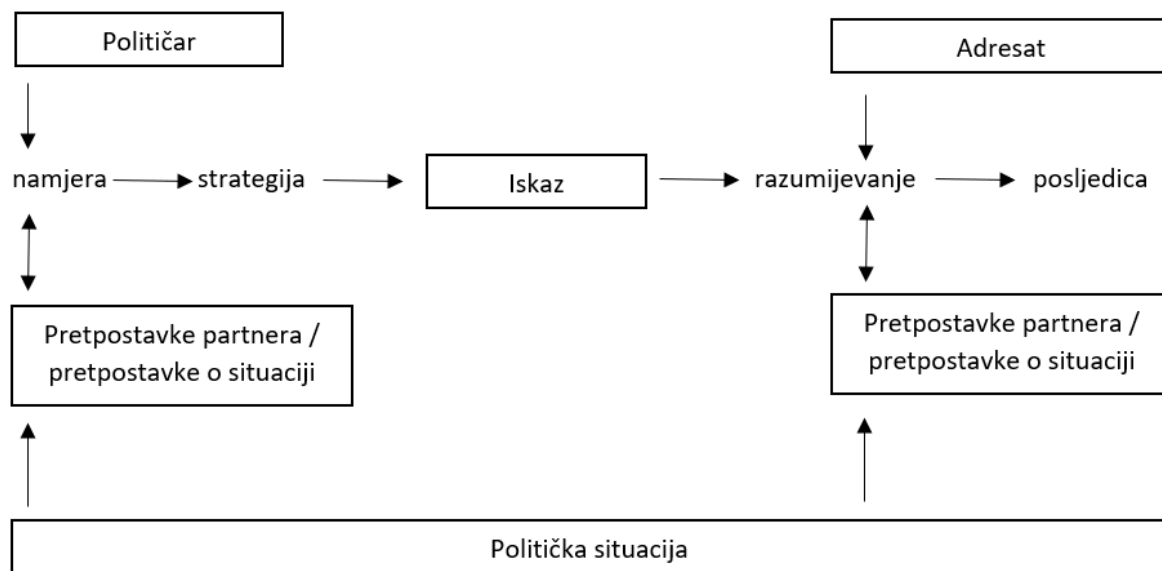 Političar
Adresat
namjera
strategija
Iskaz
razumijevanje
posljedica
Pretpostavke partnera /
pretpostavke o situaciji
Pretpostavke partnera /
pretpostavke o situaciji
Politička situacija